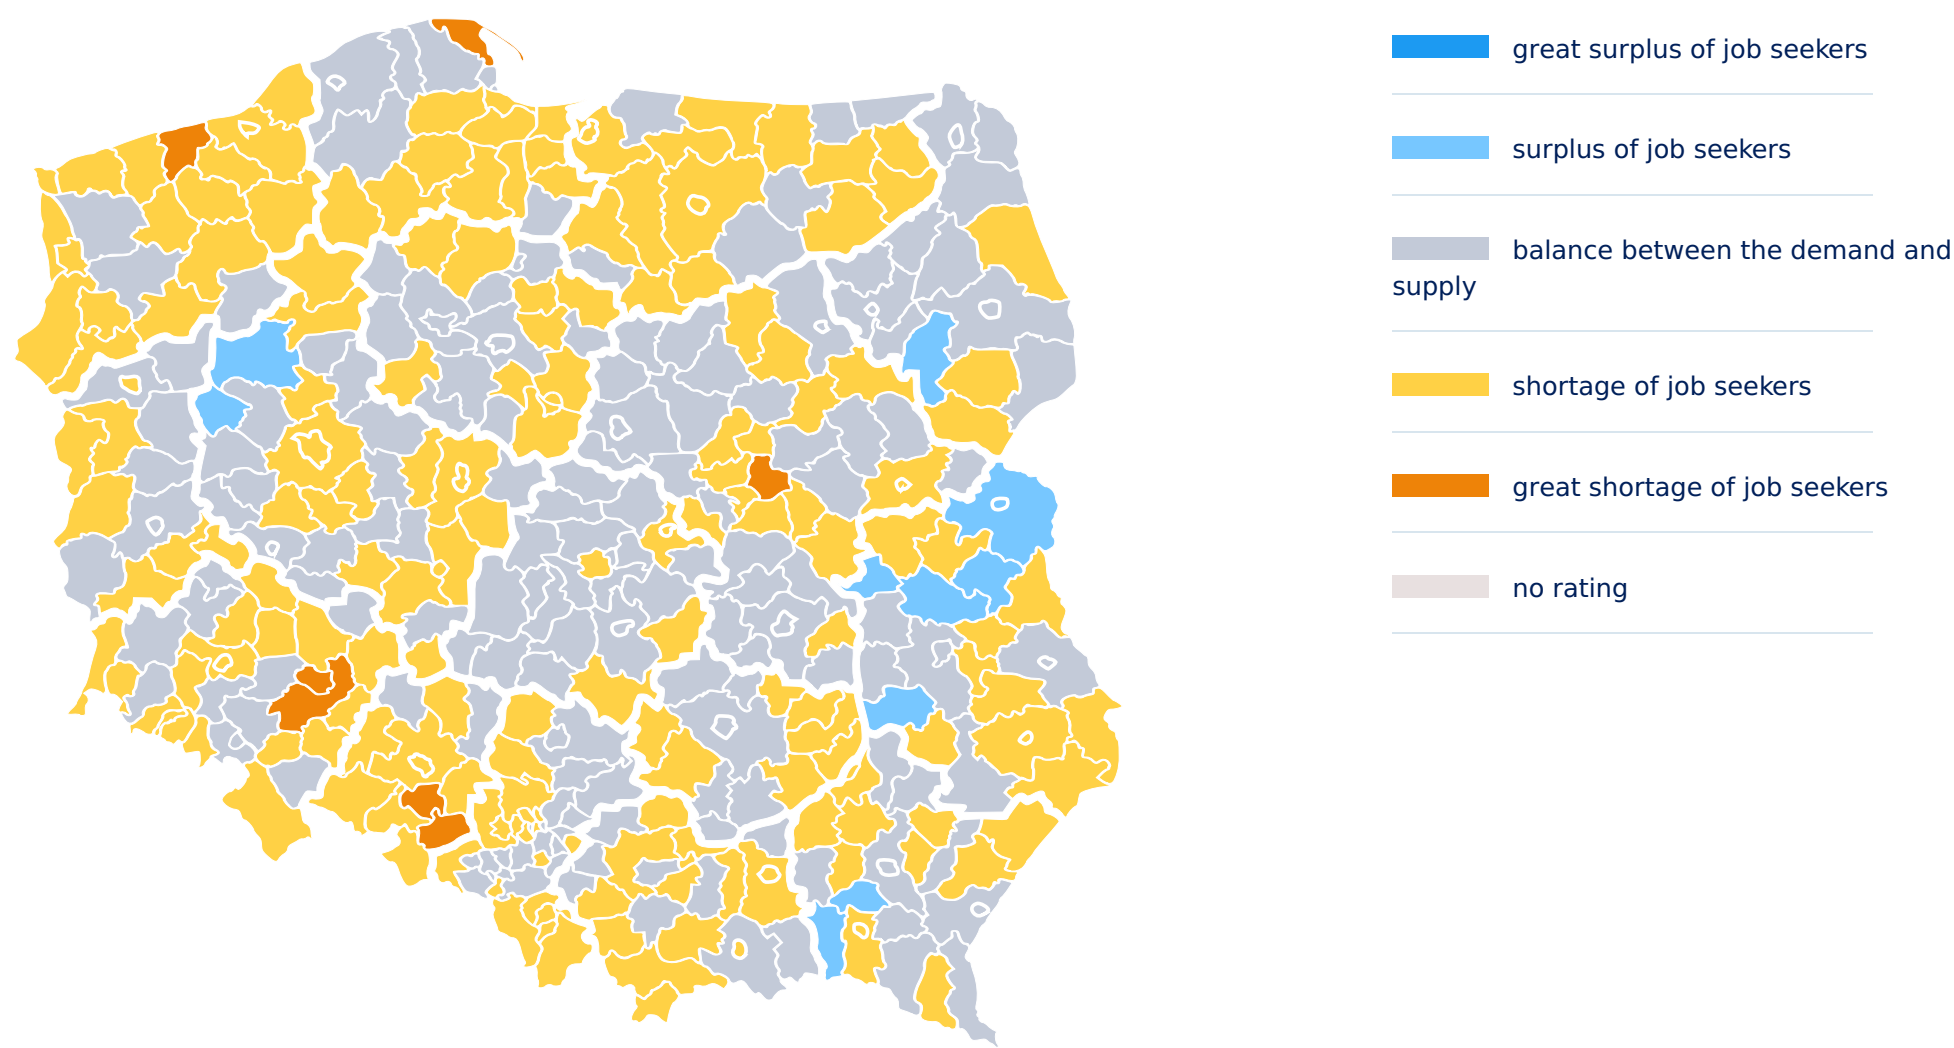 great surplus of job seekers
surplus of job seekers
balance between the demand and
supply
shortage of job seekers
great shortage of job seekers
no rating